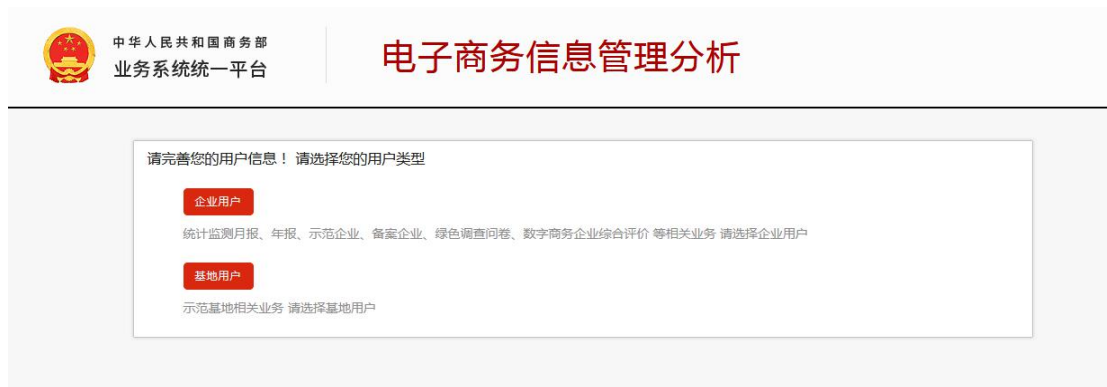 中华人民共和国商务部
业务系统统一平台
电子商务信息管理分析
请完善您的用户信息！ 请选择您的用户类型
企业用户
统计监测月报、年报、示范企业、备案企业、绿色调查问卷、数字商务企业综合评价 等相关业务 请选择企业用户
基地用户
示范基地相关业务 请选择基地用户